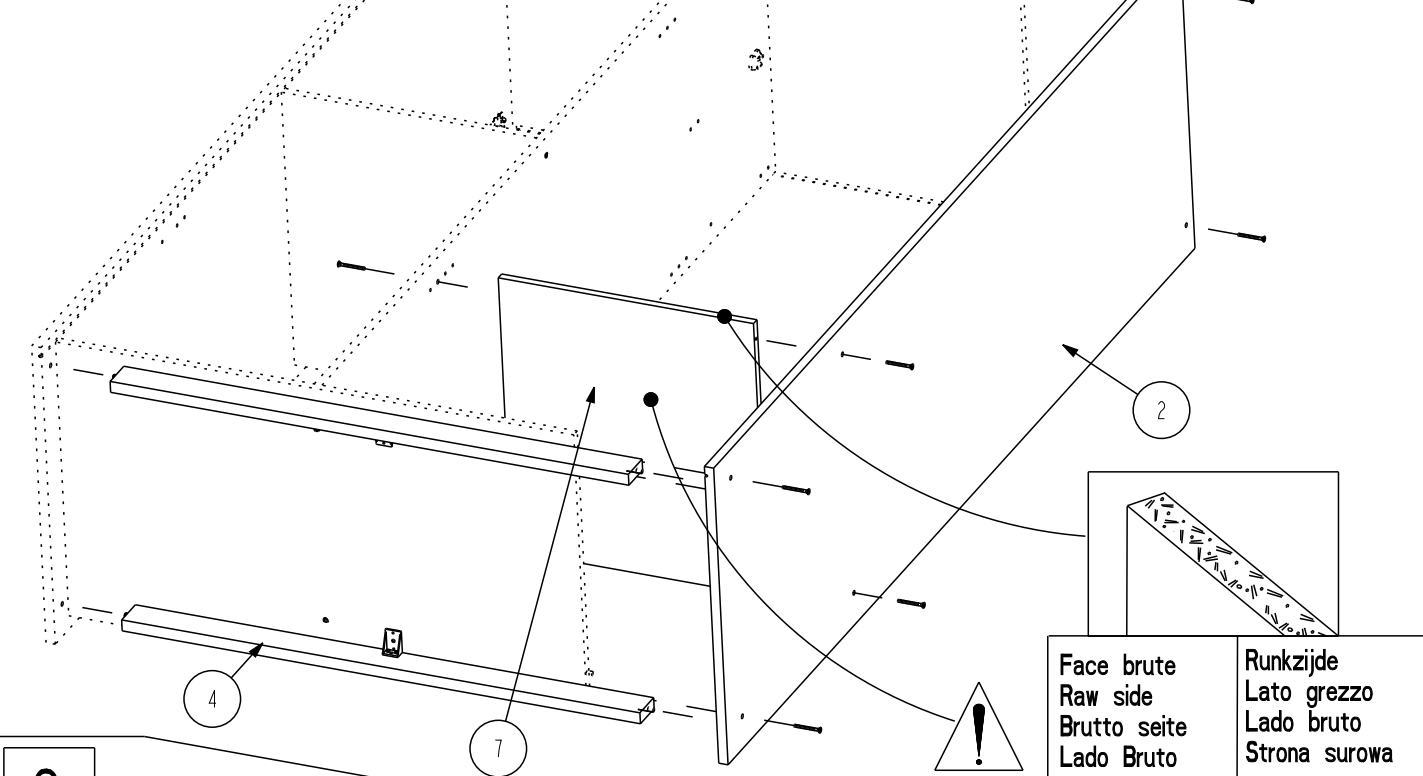 2
4
7
!
Face brute
Raw side
Brutto seite
Lado Bruto
Runkzijde
Lato grezzo
Lado bruto
Strona surowa